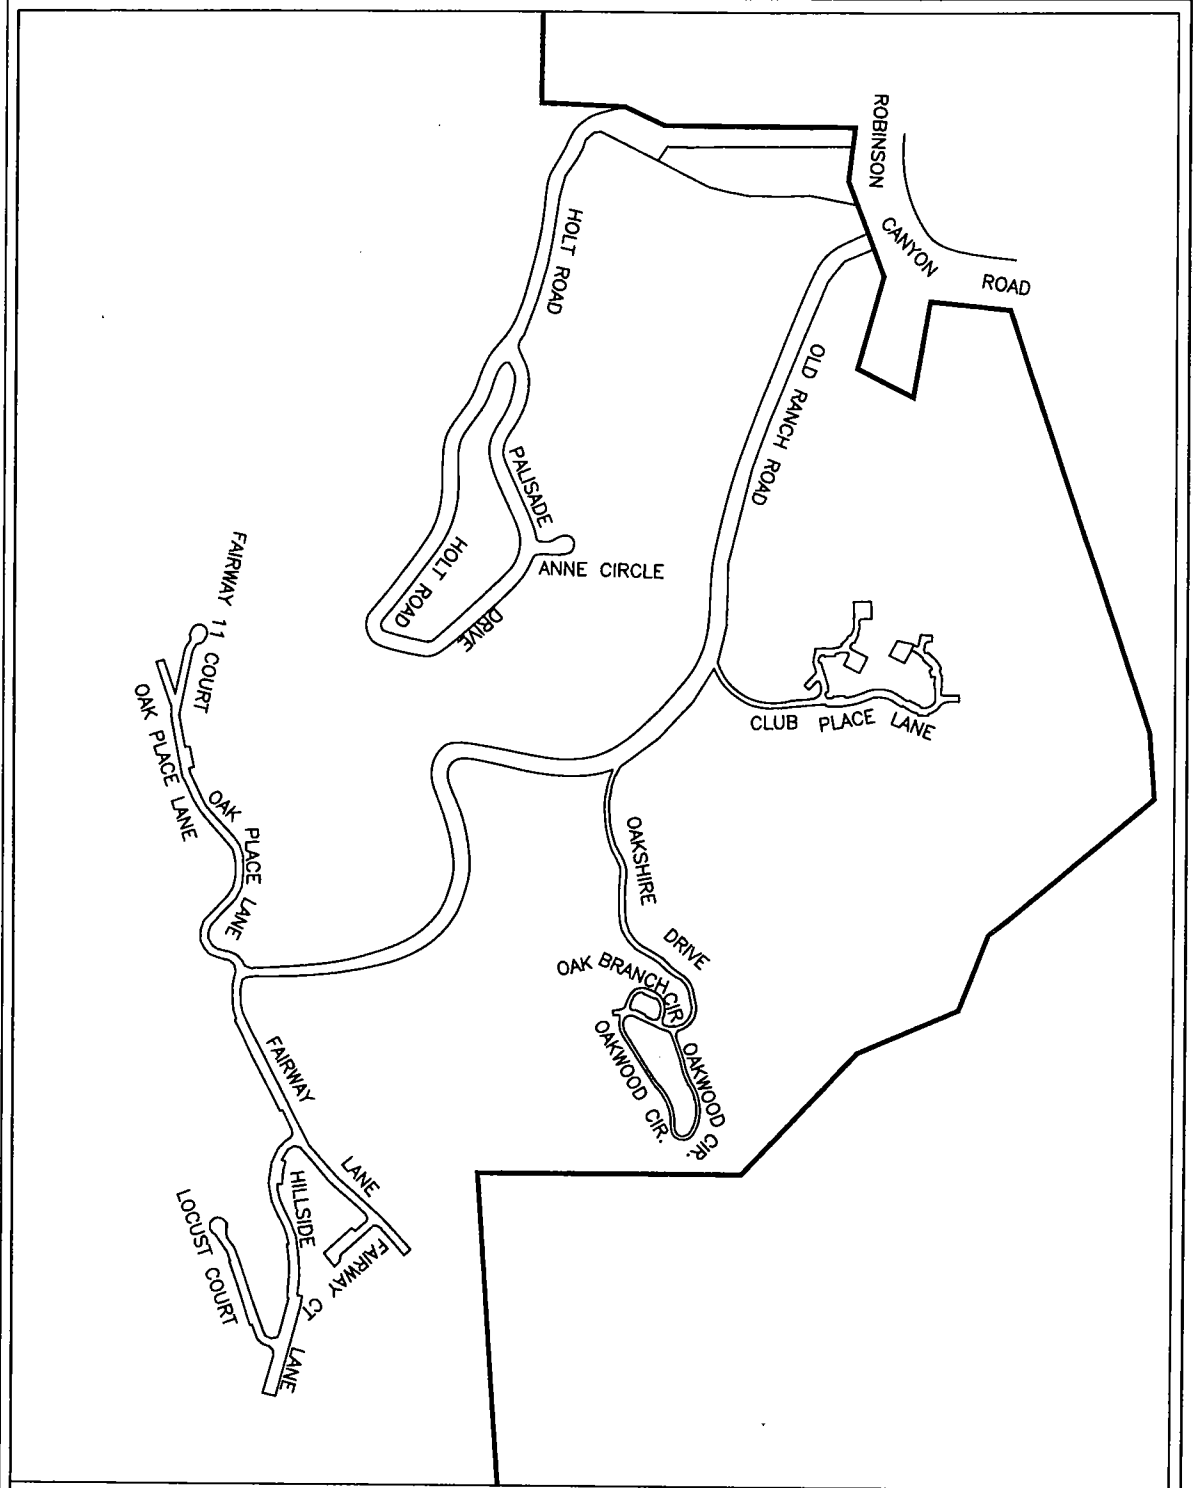 ROBINSON CANYON ROAD
HOLT ROAD
OLD RANCH ROAD
PALISADE DRIVE
HOLT ROAD
ANNE CIRCLE
FAIRWAY 11 COURT
OAK PLACE LANE
OAK PLACE LANE
CLUB PLACE LANE
OAKSHIRE DRIVE
OAK BRANCH CIR
OAKWOOD CIR.
OAKWOOD CIR.
FAIRWAY LANE
HILLSIDE LANE
FAIRWAY CT
LOCUST COURT